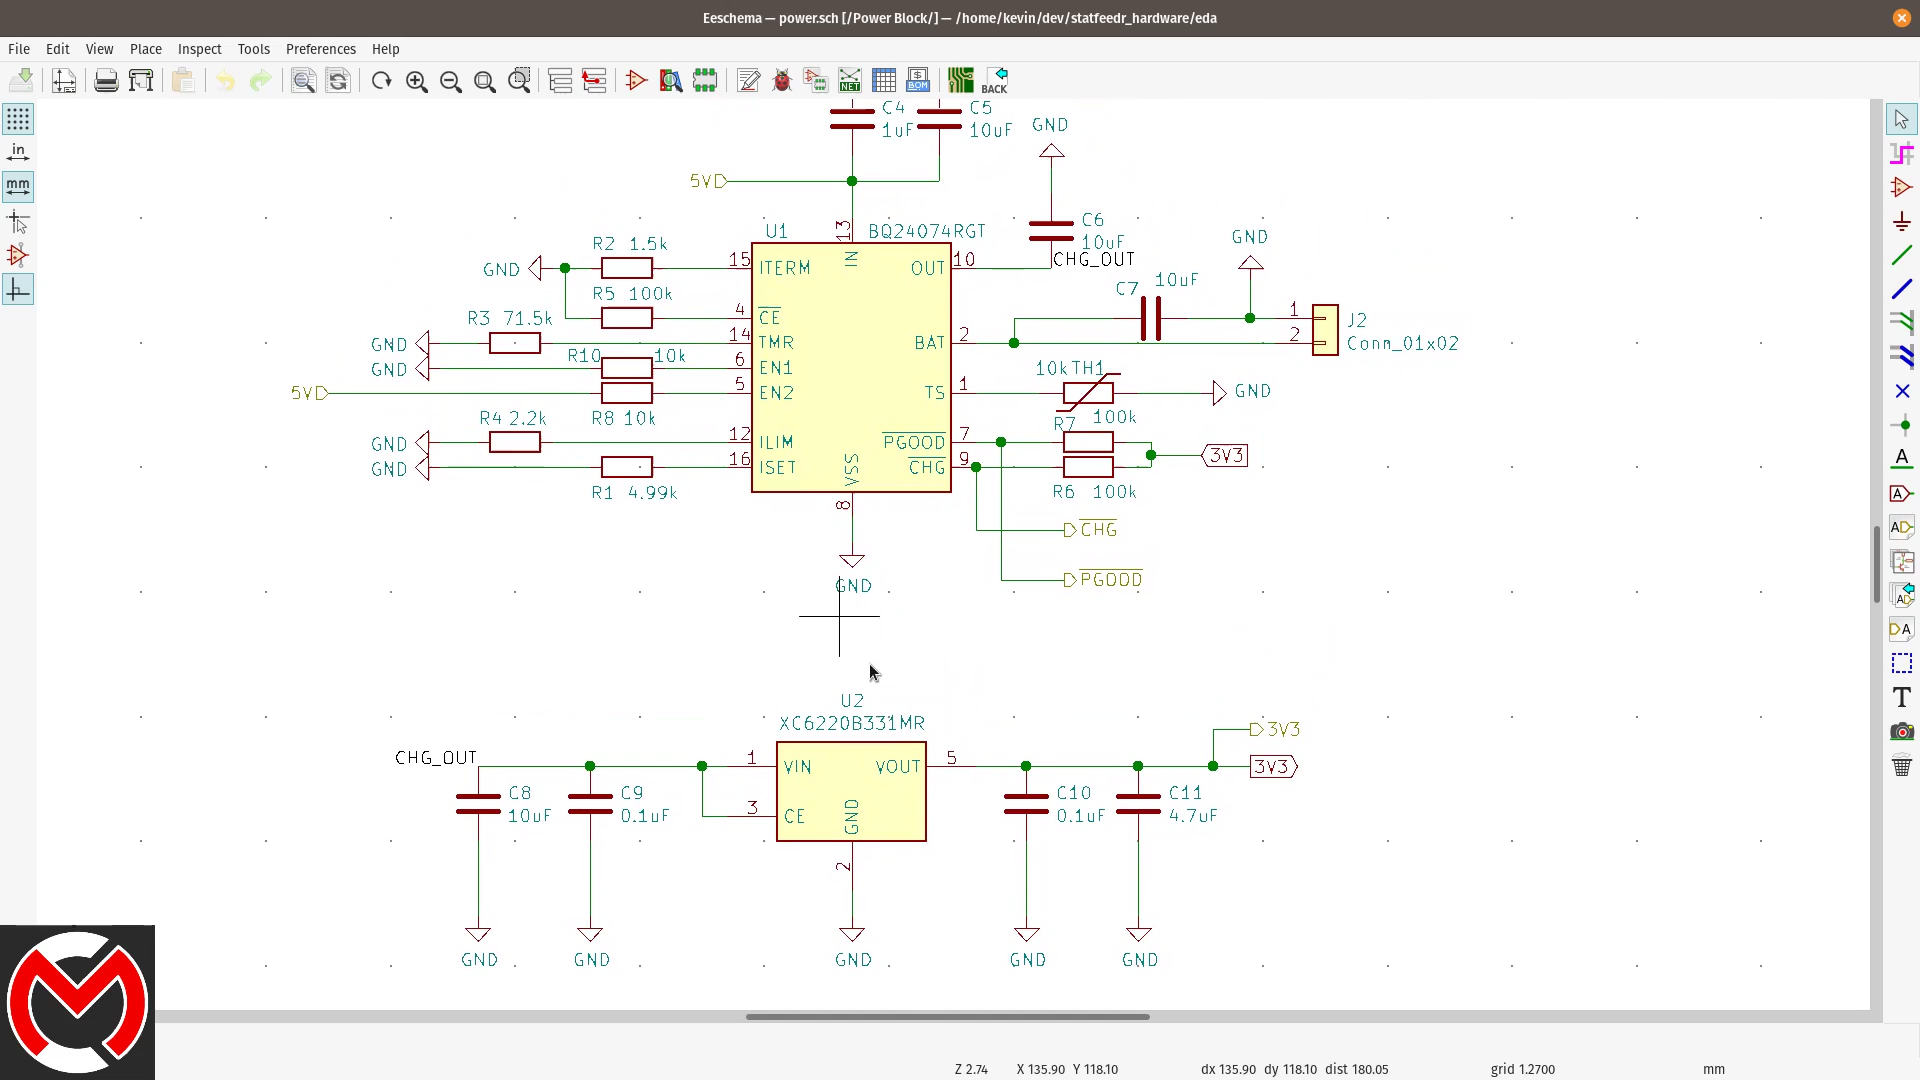 Eeschema — power.sch [/Power Block/] — /home/kevin/dev/statfeedr_hardware/eda
File Edit View Place Inspect Tools Preferences Help
NET
BOM
BACK
in
mm
C4
1uF
C5
10uF
GND
5V
U1
13
BQ24074RGT
C6
10uF
CHG_OUT
GND
R2 1.5k
GND
15
ITERM
IN
OUT
10
R5 100k
4
CE
C7
10uF
1
2
J2
Conn_01x02
R3 71.5k
GND
14
TMR
BAT
2
R10
10k
GND
6
EN1
10k
TH1
5V
5
EN2
TS
1
GND
R4 2.2k
R8 10k
R7
100k
GND
12
ILIM
PGOOD
7
3V3
GND
16
ISET
VSS
CHG
9
R1 4.99k
8
R6 100k
CHG
PGOOD
GND
U2
XC6220B331MR
3V3
CHG_OUT
1
VIN
VOUT
5
3V3
C8
10uF
C9
0.1uF
3
CE
GND
C10
0.1uF
C11
4.7uF
2
GND
GND
GND
GND
GND
A
A
A
A
A
T
Z 2.74 X 135.90 Y 118.10 dx 135.90 dy 118.10 dist 180.05 grid 1.2700 mm